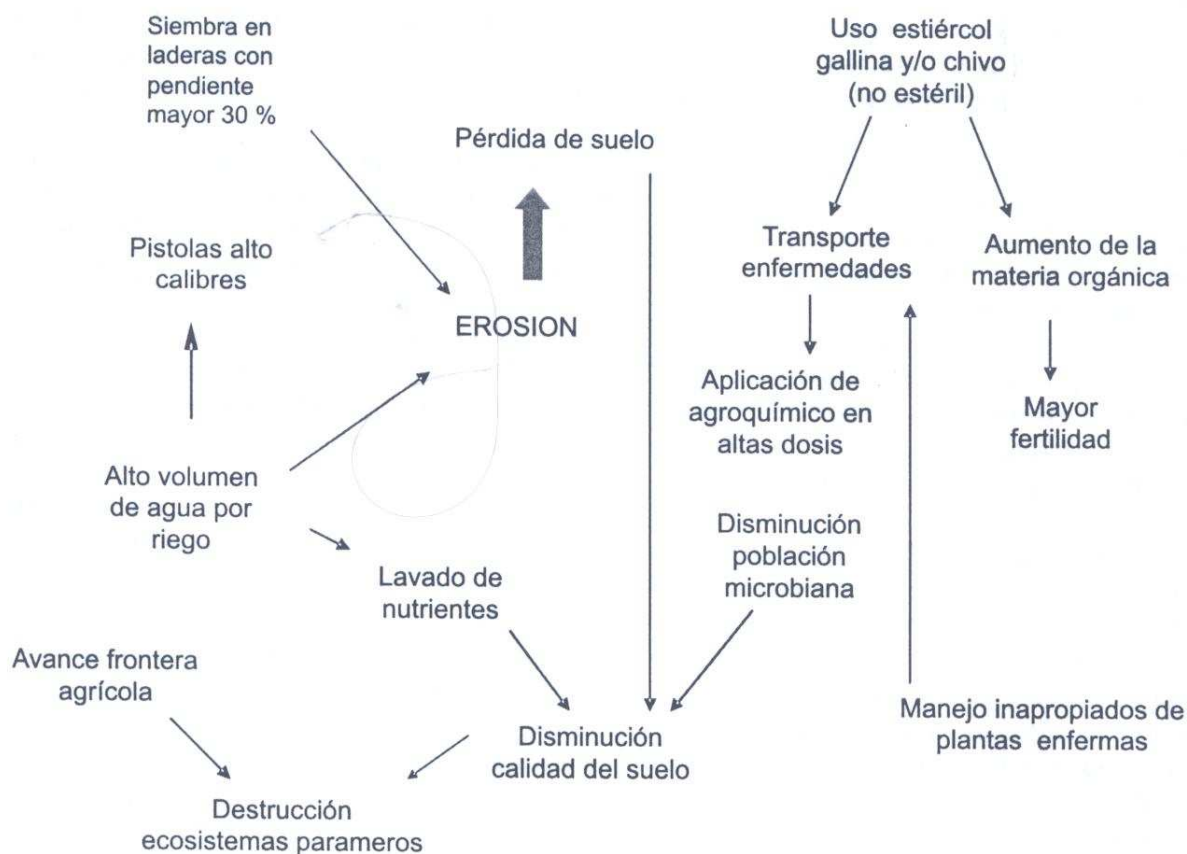 Siembra en
laderas con
pendiente
mayor 30 %
Uso estiércol
gallina y/o chivo
(no estéril)
Pérdida de suelo
Pistolas alto
calibres
Transporte
enfermedades
Aumento de la
materia orgánica
EROSION
Aplicación de
agroquímico en
altas dosis
Mayor
fertilidad
Alto volumen
de agua por
riego
Disminución
población
microbiana
Lavado de
nutrientes
Avance frontera
agrícola
Manejo inapropiados de
plantas enfermas
Disminución
calidad del suelo
Destrucción
ecosistemas parameros